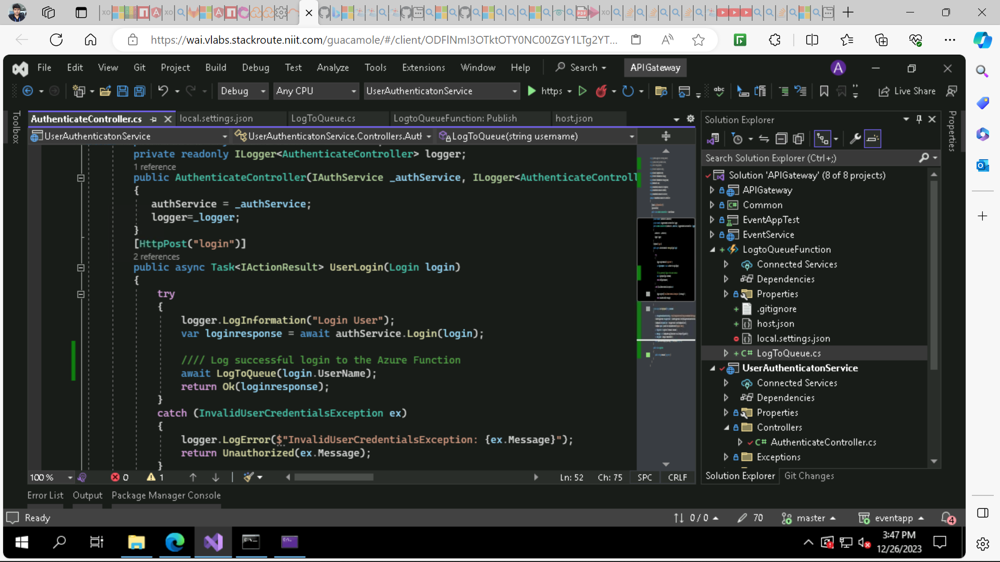 https://wai.vlabs.stackroute.niit.com/guacamole/#/client/ODFlNmI3OTktOTY0NC00ZGY1LTg2YT...
File Edit View Git Project Build Debug Test Analyze Tools Extensions Window Help Search APIGateway A
Debug Any CPU UserAuthenticatonService https Live Share
Toolbox
AuthenticateController.cs local.settings.json LogToQueue.cs LogtoQueueFunction: Publish host.json
UserAuthenticatonService UserAuthenticatonService.Controllers.Autl LogToQueue(string username)
private readonly ILogger<AuthenticateController> logger;
1 reference
public AuthenticateController(IAuthService _authService, ILogger<AuthenticateControll
{
authService = _authService;
logger=_logger;
}
[HttpPost("login")]
2 references
public async Task<IActionResult> UserLogin(Login login)
{
try
{
logger.LogInformation("Login User");
var loginresponse = await authService.Login(login);
//// Log successful login to the Azure Function
await LogToQueue(login.UserName);
return Ok(loginresponse);
}
catch (InvalidUserCredentialsException ex)
{
logger.LogError($"InvalidUserCredentialsException: {ex.Message}");
return Unauthorized(ex.Message);
}
100 % 0 1 Ln: 52 Ch: 75 SPC CRLF
Solution Explorer
Search Solution Explorer (Ctrl+;)
Solution 'APIGateway' (8 of 8 projects)
APIGateway
Common
EventAppTest
EventService
LogtoQueueFunction
Connected Services
Dependencies
Properties
.gitignore
host.json
local.settings.json
LogToQueue.cs
UserAuthenticatonService
Connected Services
Dependencies
Properties
Controllers
AuthenticateController.cs
Exceptions
Solution Explorer Git Changes
Properties
Error List Output Package Manager Console
Ready 0 / 0 70 master eventapp 4
3:47 PM
12/26/2023